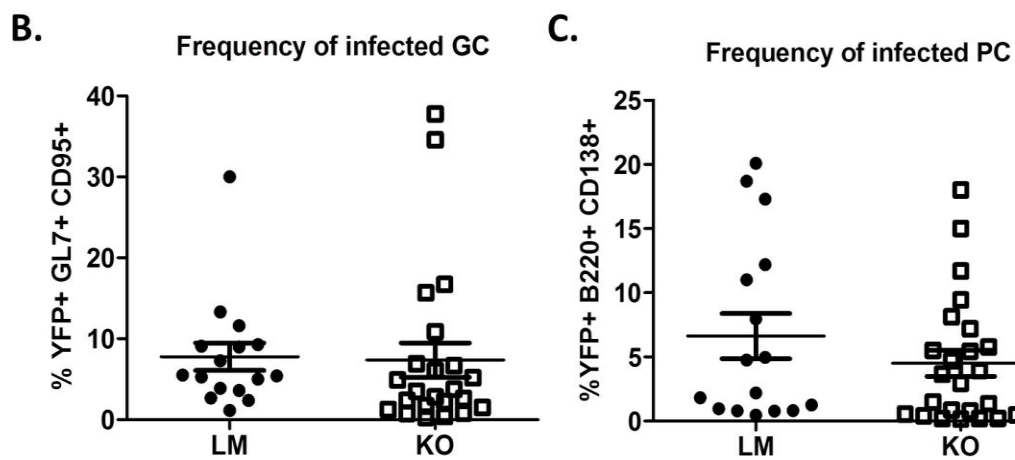 B.
Frequency of infected GC
% YFP+ GL7+ CD95+
40
30
20
10
0
LM KO
C.
Frequency of infected PC
%YFP+ B220+ CD138+
25
20
15
10
5
0
LM KO